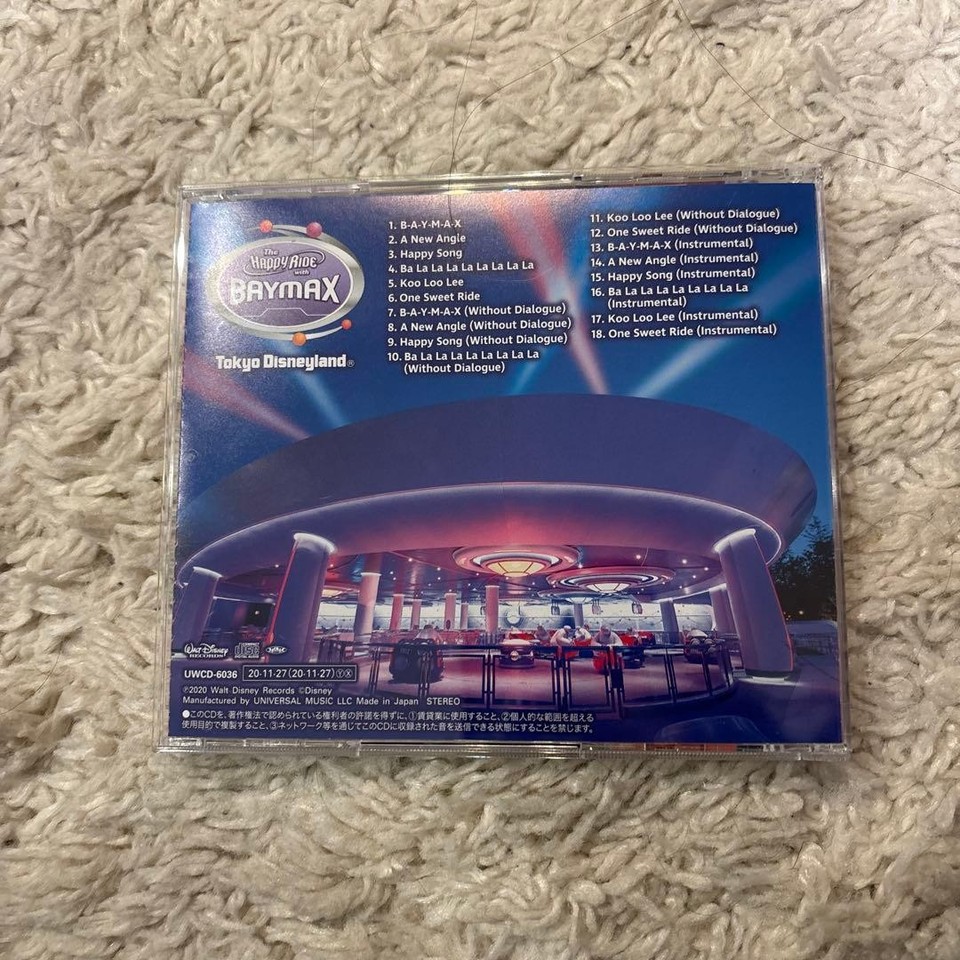 The
Happy Ride
with
BAYMAX
Tokyo Disneyland®
1. B-A-Y-M-A-X
2. A New Angle
3. Happy Song
4. Ba La La La La La La La La
5. Koo Loo Lee
6. One Sweet Ride
7. B-A-Y-M-A-X (Without Dialogue)
8. A New Angle (Without Dialogue)
9. Happy Song (Without Dialogue)
10. Ba La La La La La La La La
(Without Dialogue)
11. Koo Loo Lee (Without Dialogue)
12. One Sweet Ride (Without Dialogue)
13. B-A-Y-M-A-X (Instrumental)
14. A New Angle (Instrumental)
15. Happy Song (Instrumental)
16. Ba La La La La La La La La
(Instrumental)
17. Koo Loo Lee (Instrumental)
18. One Sweet Ride (Instrumental)
Walt Disney
RECORDS
COMPACT
disc
DIGITAL AUDIO
UWCD-6036
20·11·27(20·11·27)ⓎⓍ
℗2020 Walt Disney Records ©Disney
Manufactured by UNIVERSAL MUSIC LLC Made in Japan STEREO
●このCDを、著作権法で認められている権利者の許諾を得ずに、①賃貸業に使用すること、②個人的な範囲を超える
使用目的で複製すること、③ネットワーク等を通じてこのCDに収録された音を送信できる状態にすることを禁じます。